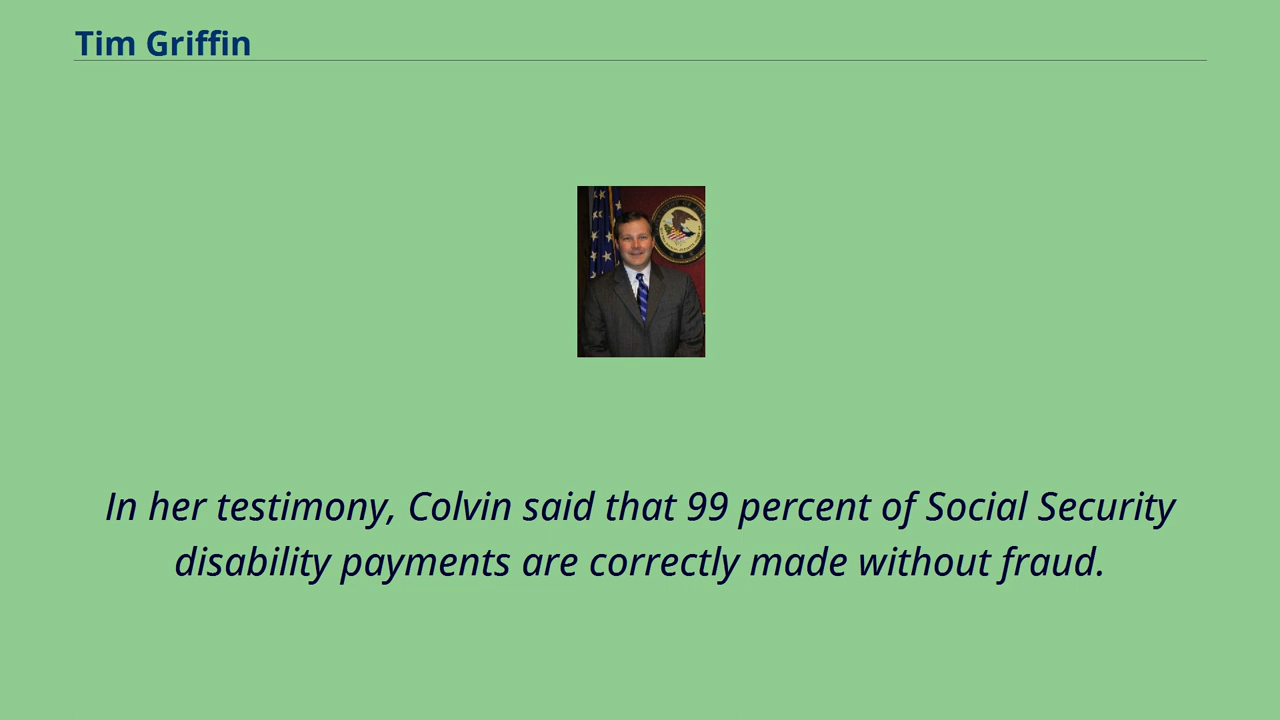 Tim Griffin
In her testimony, Colvin said that 99 percent of Social Security
disability payments are correctly made without fraud.